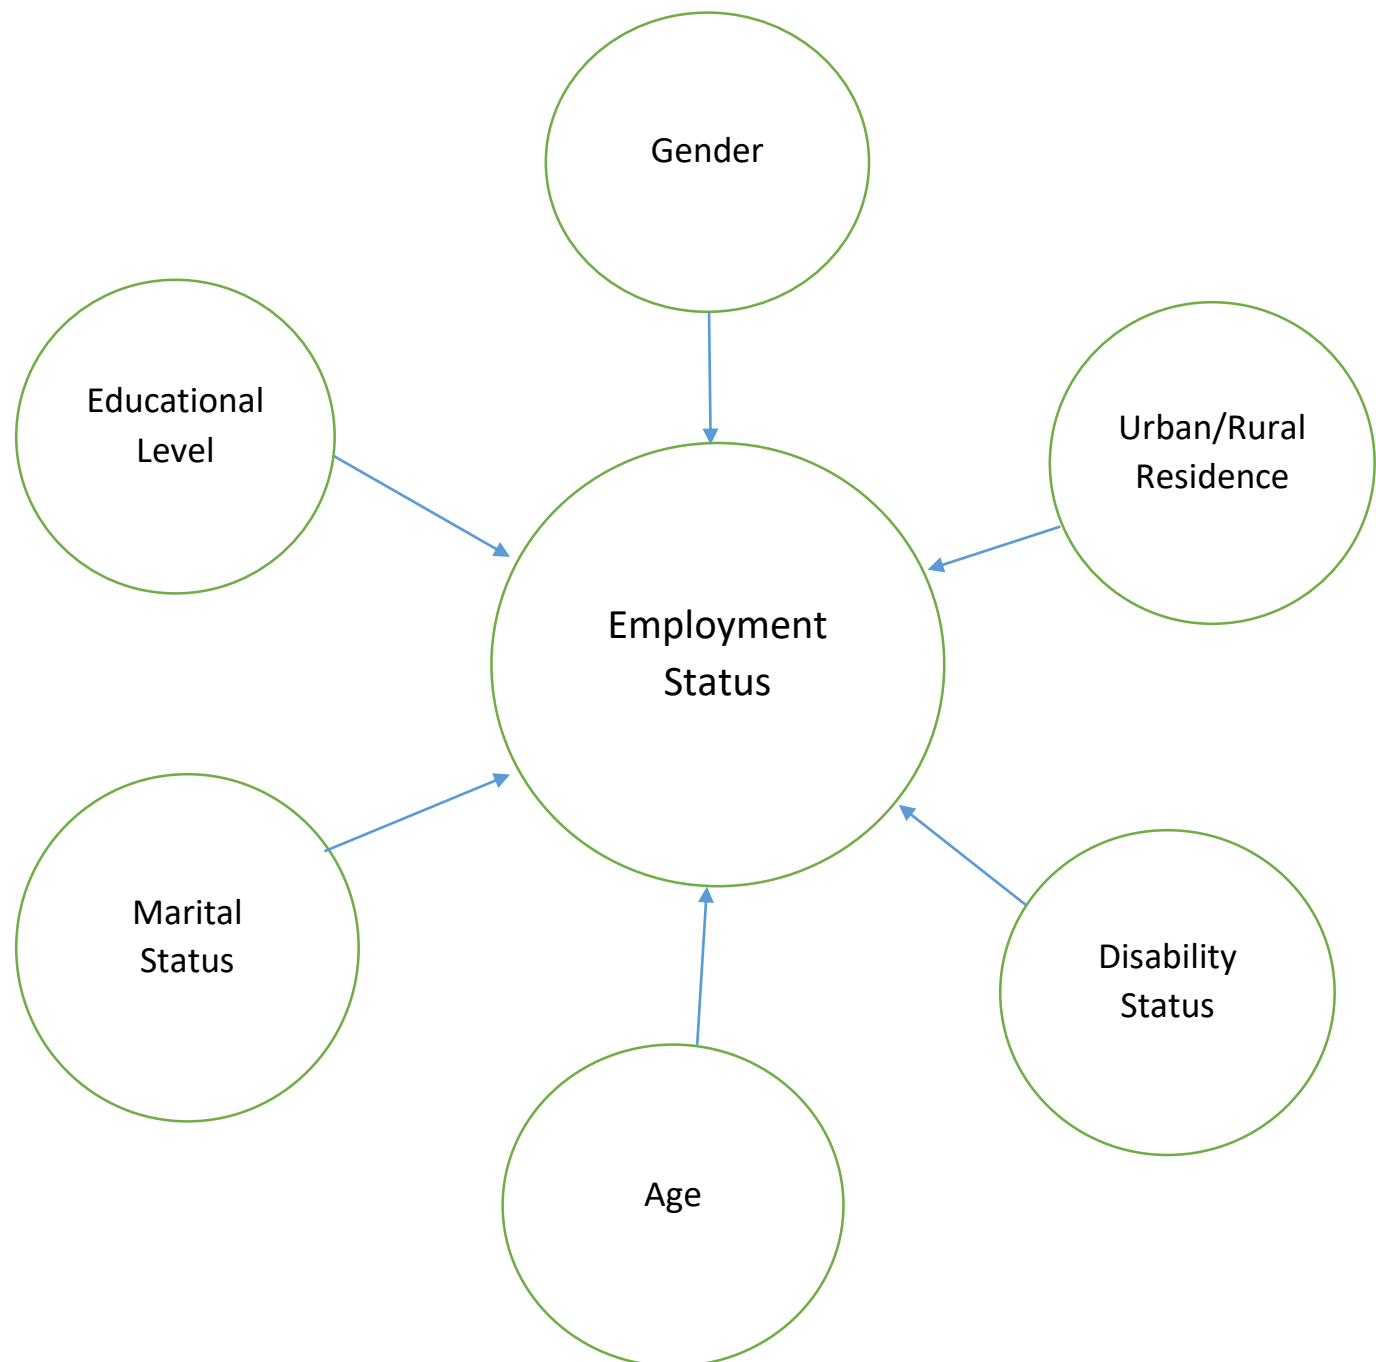 Gender
Educational
Level
Urban/Rural
Residence
Employment
Status
Marital
Status
Disability
Status
Age